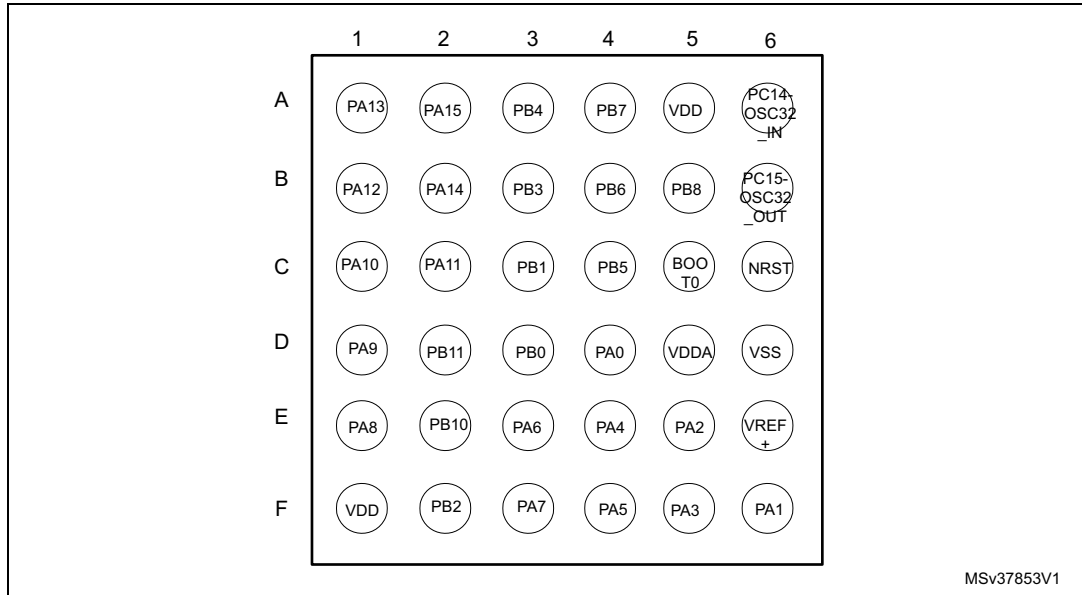 1 2 3 4 5 6
A PA13 PA15 PB4 PB7 VDD PC14-
OSC32
_IN
B PA12 PA14 PB3 PB6 PB8 PC15-
OSC32
_OUT
C PA10 PA11 PB1 PB5 BOO
T0 NRST
D PA9 PB11 PB0 PA0 VDDA VSS
E PA8 PB10 PA6 PA4 PA2 VREF
+
F VDD PB2 PA7 PA5 PA3 PA1
MSv37853V1